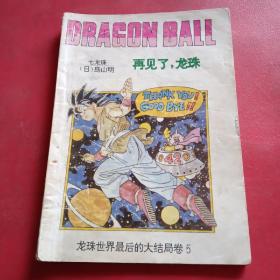 DRAGON BALL
七龙珠
(日)鸟山明
再见了，龙珠
THANK YOU!
GOOD BYE!!
42
龙珠世界最后的大结局卷5